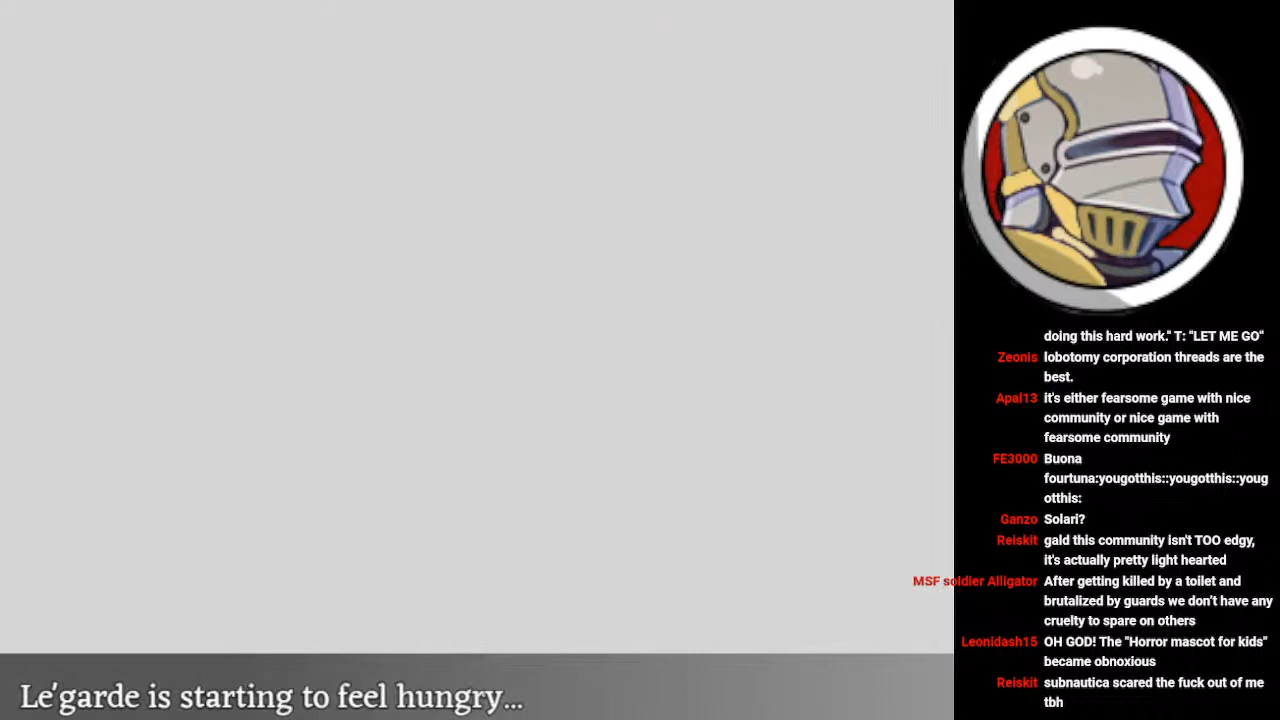 doing this hard work." T: "LET ME GO"
Zeonis lobotomy corporation threads are the
best.
Apal13 it's either fearsome game with nice
community or nice game with
fearsome community
FE3000 Buona
fourtuna:yougotthis::yougotthis::youg
otthis:
Ganzo Solari?
Reiskit gald this community isn't TOO edgy,
it's actually pretty light hearted
MSF soldier Alligator After getting killed by a toilet and
brutalized by guards we don't have any
cruelty to spare on others
Leonidash15 OH GOD! The "Horror mascot for kids"
became obnoxious
Reiskit subnautica scared the fuck out of me
tbh
Le'garde is starting to feel hungry...